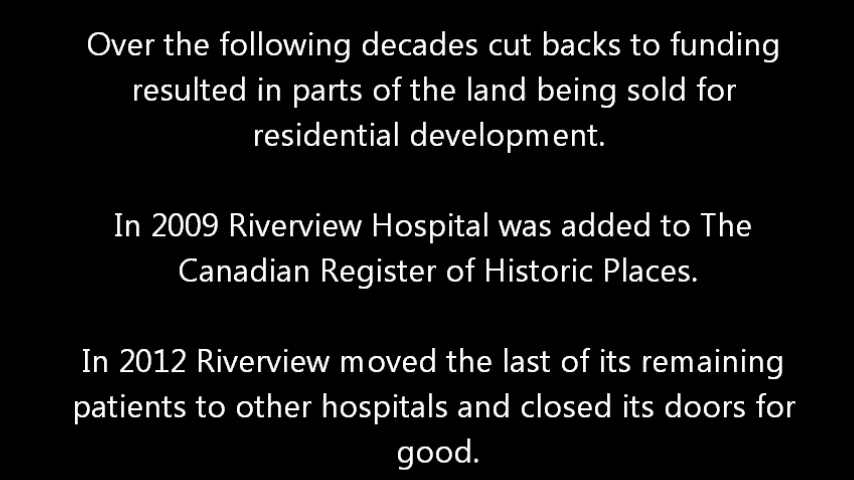 Over the following decades cut backs to funding
resulted in parts of the land being sold for
residential development.
In 2009 Riverview Hospital was added to The
Canadian Register of Historic Places.
In 2012 Riverview moved the last of its remaining
patients to other hospitals and closed its doors for
good.